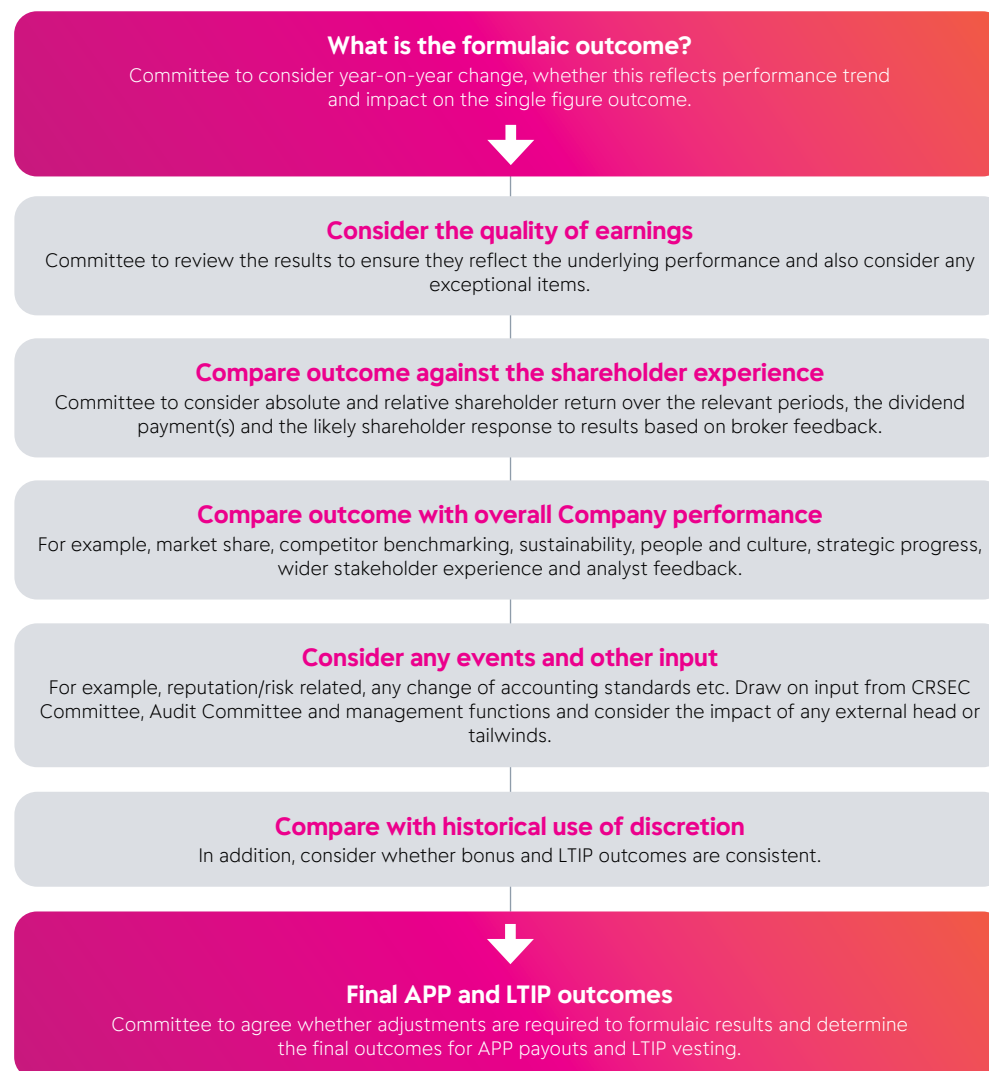 What is the formulaic outcome?
Committee to consider year-on-year change, whether this reflects performance trend
and impact on the single figure outcome.
Consider the quality of earnings
Committee to review the results to ensure they reflect the underlying performance and also consider any
exceptional items.
Compare outcome against the shareholder experience
Committee to consider absolute and relative shareholder return over the relevant periods, the dividend
payment(s) and the likely shareholder response to results based on broker feedback.
Compare outcome with overall Company performance
For example, market share, competitor benchmarking, sustainability, people and culture, strategic progress,
wider stakeholder experience and analyst feedback.
Consider any events and other input
For example, reputation/risk related, any change of accounting standards etc. Draw on input from CRSEC
Committee, Audit Committee and management functions and consider the impact of any external head or
tailwinds.
Compare with historical use of discretion
In addition, consider whether bonus and LTIP outcomes are consistent.
Final APP and LTIP outcomes
Committee to agree whether adjustments are required to formulaic results and determine
the final outcomes for APP payouts and LTIP vesting.